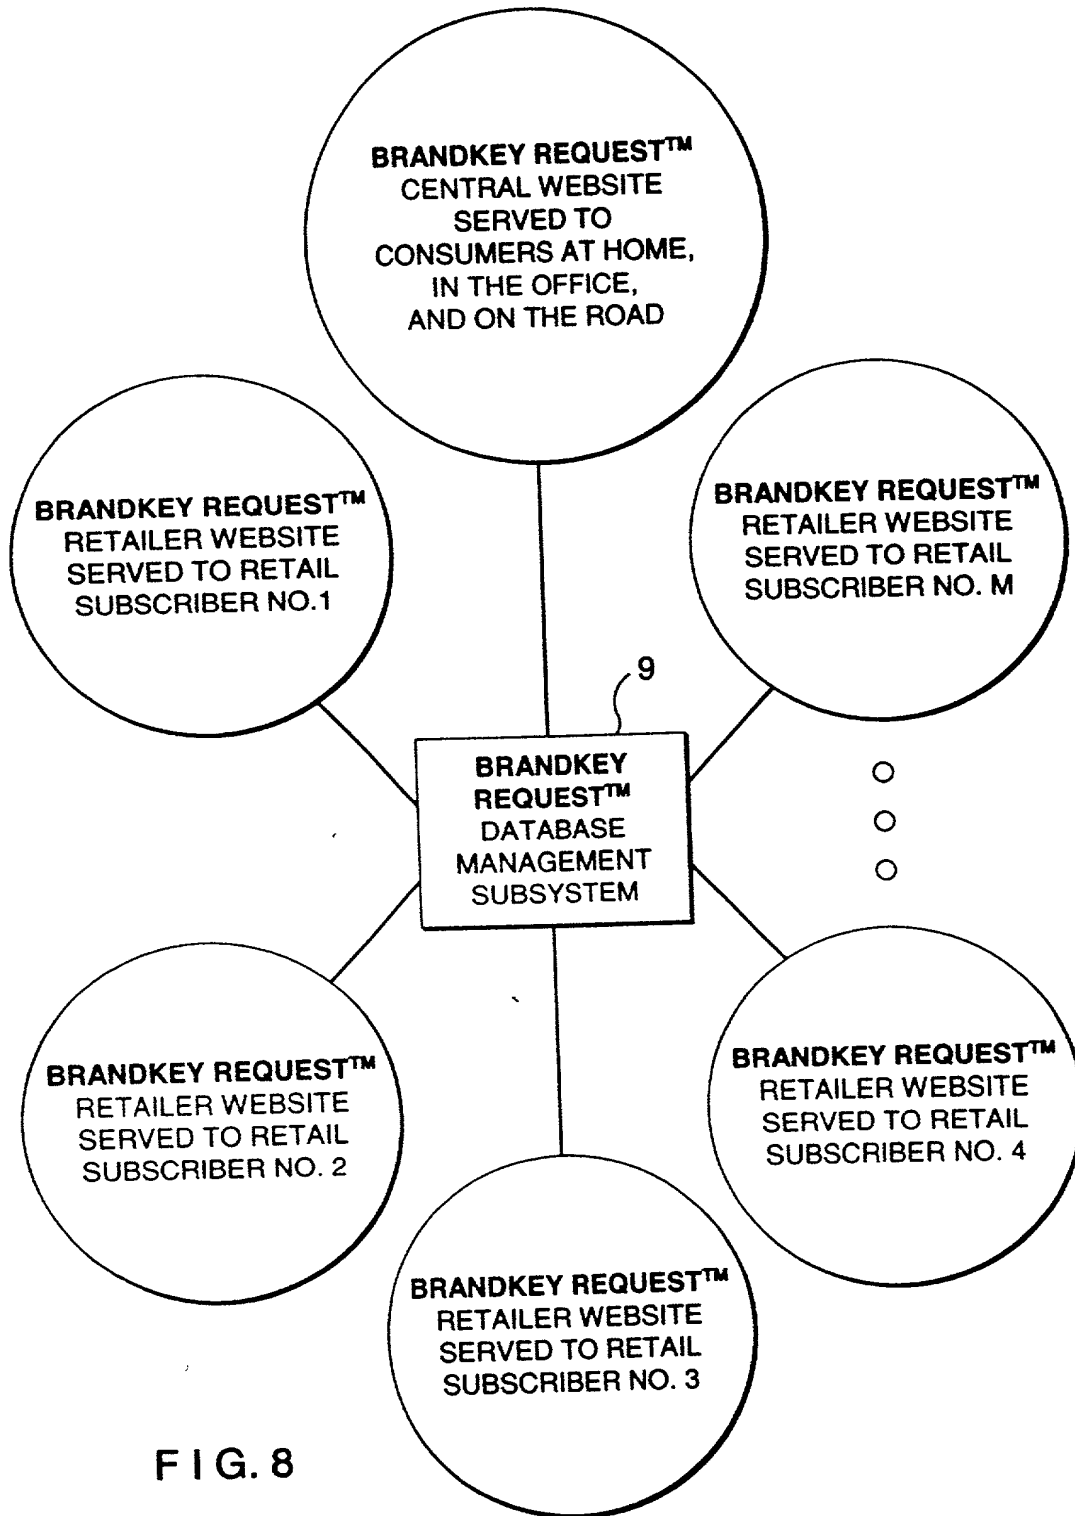 BRANDKEY REQUEST™
CENTRAL WEBSITE
SERVED TO
CONSUMERS AT HOME,
IN THE OFFICE,
AND ON THE ROAD
BRANDKEY REQUEST™
RETAILER WEBSITE
SERVED TO RETAIL
SUBSCRIBER NO.1
BRANDKEY REQUEST™
RETAILER WEBSITE
SERVED TO RETAIL
SUBSCRIBER NO. M
9
BRANDKEY
REQUEST™
DATABASE
MANAGEMENT
SUBSYSTEM
BRANDKEY REQUEST™
RETAILER WEBSITE
SERVED TO RETAIL
SUBSCRIBER NO. 2
BRANDKEY REQUEST™
RETAILER WEBSITE
SERVED TO RETAIL
SUBSCRIBER NO. 4
BRANDKEY REQUEST™
RETAILER WEBSITE
SERVED TO RETAIL
SUBSCRIBER NO. 3
FIG. 8